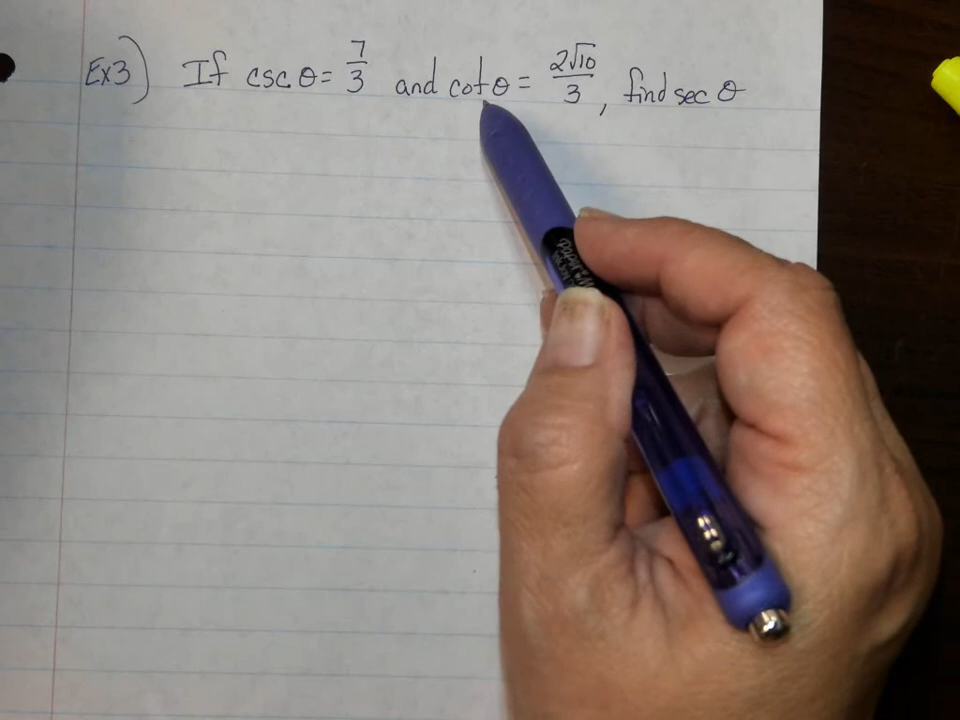 Ex3) If csc θ = 7/3 and cot θ = 2√10/3, find sec θ